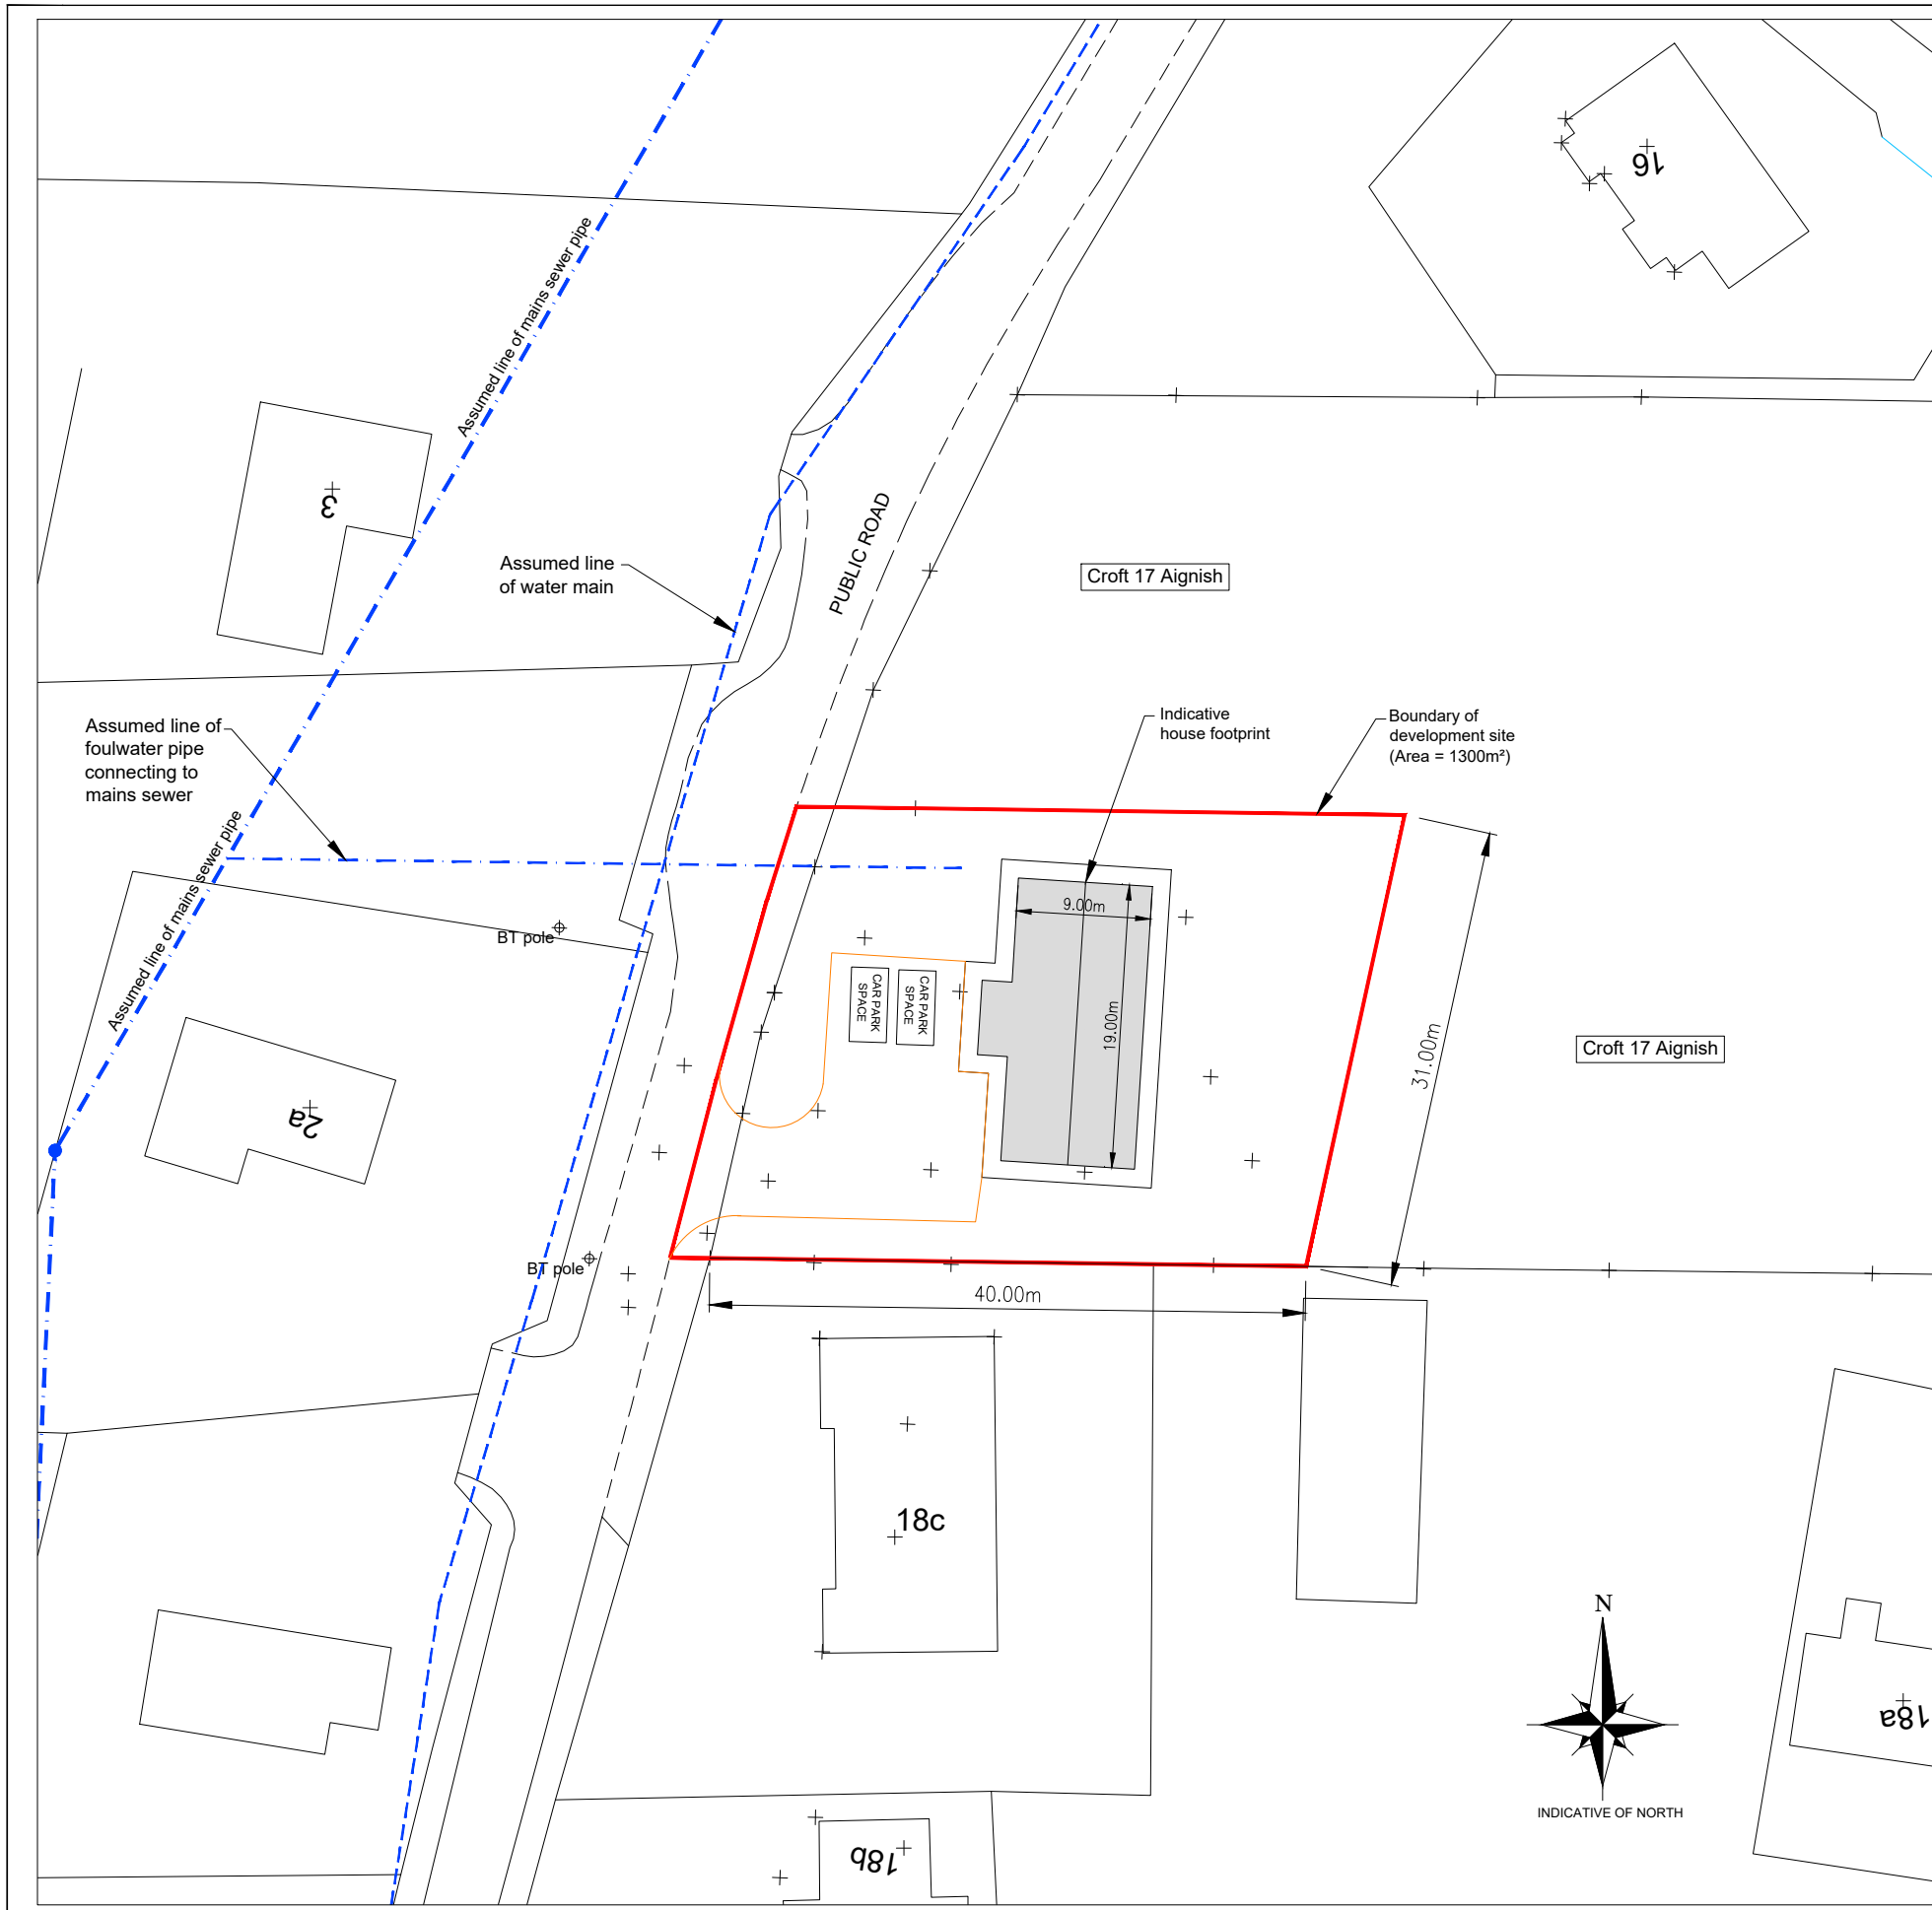 16
Assumed line of mains sewer pipe
3
PUBLIC ROAD
Assumed line
of water main
Croft 17 Aignish
Indicative
house footprint
Boundary of
development site
(Area = 1300m²)
Assumed line of
foulwater pipe
connecting to
mains sewer
Assumed line of mains sewer pipe
9.00m
BT pole
CAR PARK
SPACE
CAR PARK
SPACE
19.00m
31.00m
Croft 17 Aignish
2a
BT pole
40.00m
18c
N
18a
INDICATIVE OF NORTH
18b